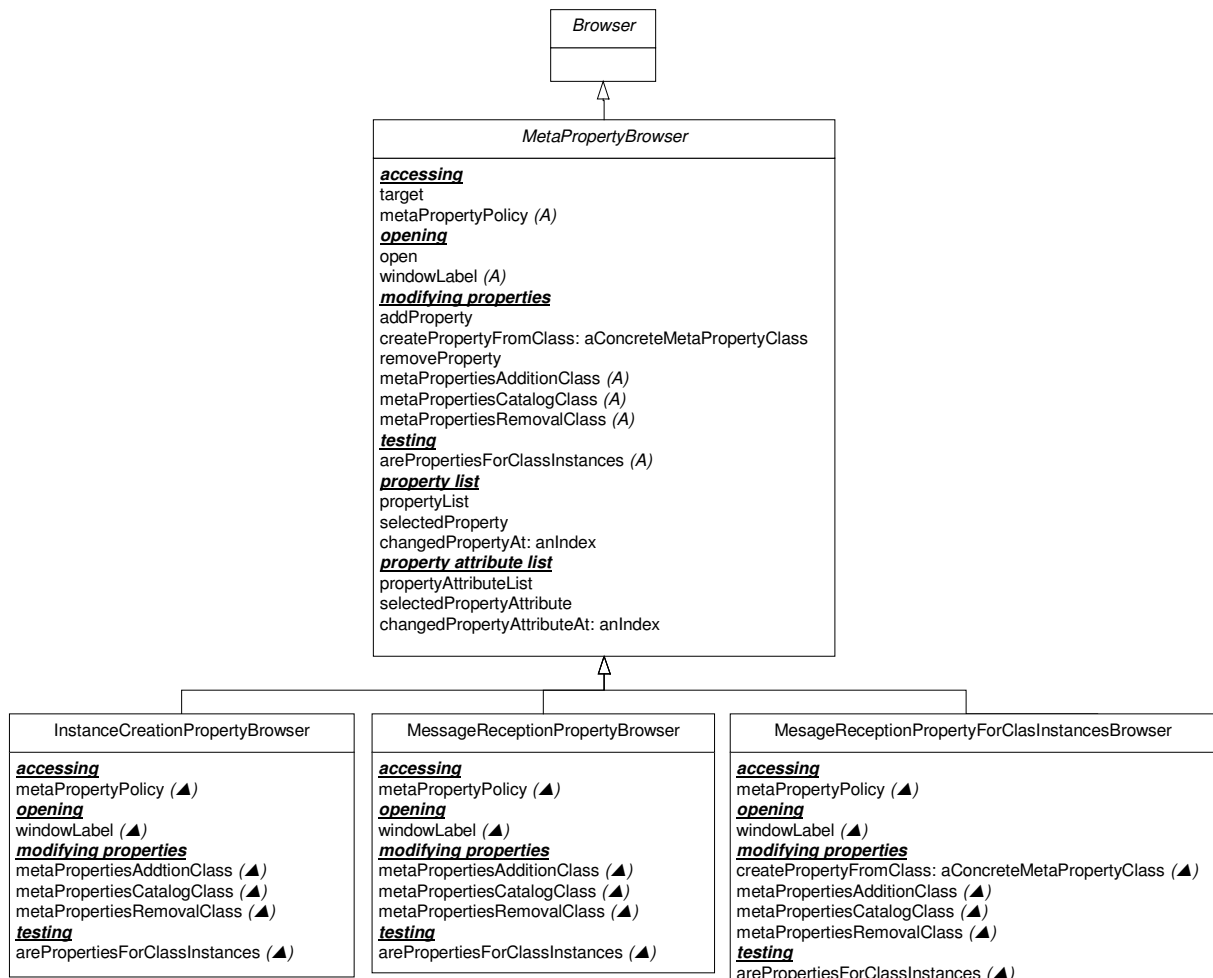 Browser
MetaPropertyBrowser
accessing
target
metaPropertyPolicy (A)
opening
open
windowLabel (A)
modifying properties
addProperty
createPropertyFromClass: aConcreteMetaPropertyClass
removeProperty
metaPropertiesAdditionClass (A)
metaPropertiesCatalogClass (A)
metaPropertiesRemovalClass (A)
testing
arePropertiesForClassInstances (A)
property list
propertyList
selectedProperty
changedPropertyAt: anIndex
property attribute list
propertyAttributeList
selectedPropertyAttribute
changedPropertyAttributeAt: anIndex
InstanceCreationPropertyBrowser
accessing
metaPropertyPolicy (▲)
opening
windowLabel (▲)
modifying properties
metaPropertiesAddtionClass (▲)
metaPropertiesCatalogClass (▲)
metaPropertiesRemovalClass (▲)
testing
arePropertiesForClassInstances (▲)
MessageReceptionPropertyBrowser
accessing
metaPropertyPolicy (▲)
opening
windowLabel (▲)
modifying properties
metaPropertiesAdditionClass (▲)
metaPropertiesCatalogClass (▲)
metaPropertiesRemovalClass (▲)
testing
arePropertiesForClassInstances (▲)
MesageReceptionPropertyForClasInstancesBrowser
accessing
metaPropertyPolicy (▲)
opening
windowLabel (▲)
modifying properties
createPropertyFromClass: aConcreteMetaPropertyClass (▲)
metaPropertiesAdditionClass (▲)
metaPropertiesCatalogClass (▲)
metaPropertiesRemovalClass (▲)
testing
arePropertiesForClassInstances (▲)